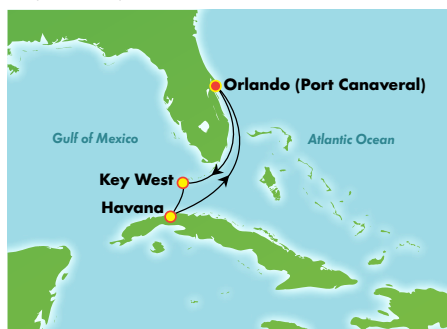 Orlando (Port Canaveral)
Gulf of Mexico
Atlantic Ocean
Key West
Havana